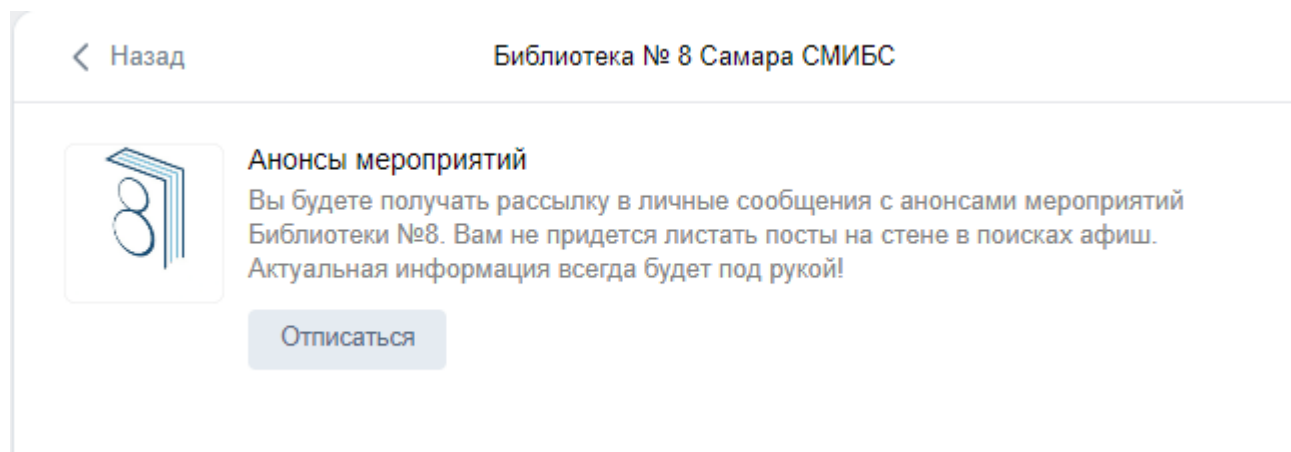 Назад
Библиотека № 8 Самара СМИБС
Анонсы мероприятий
Вы будете получать рассылку в личные сообщения с анонсами мероприятий
Библиотеки №8. Вам не придется листать посты на стене в поисках афиш.
Актуальная информация всегда будет под рукой!
Отписаться